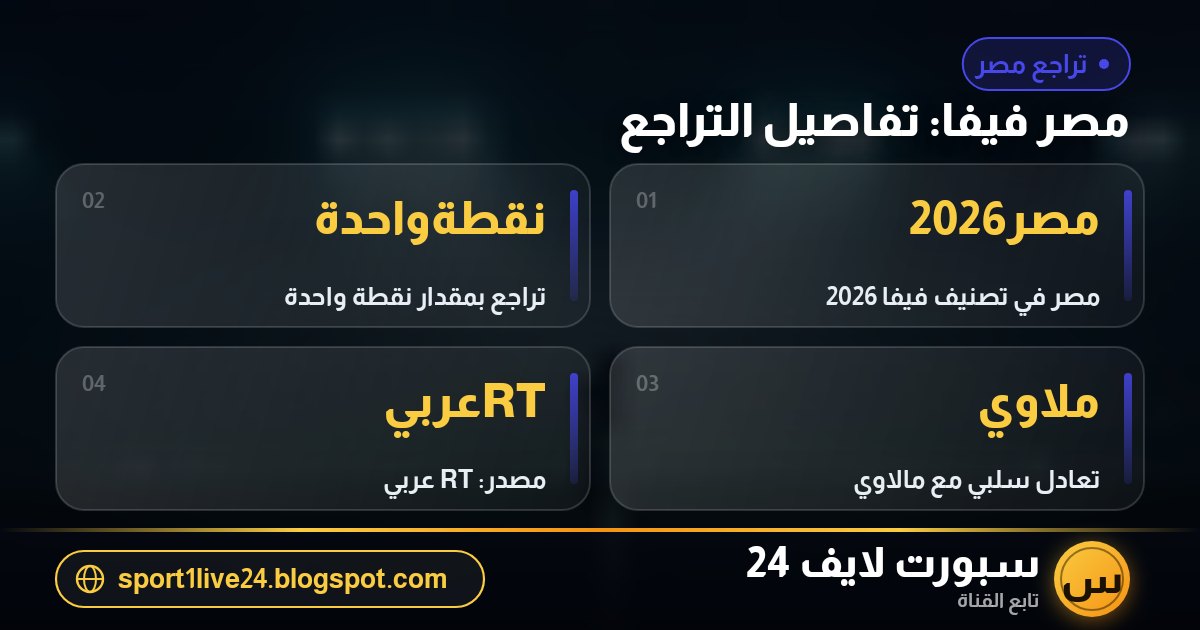 تراجع مصر
مصر فيفا: تفاصيل التراجع
01
مصر2026
مصر في تصنيف فيفا 2026
02
نقطةواحدة
تراجع بمقدار نقطة واحدة
03
ملاوي
تعادل سلبي مع مالاوي
04
RTعربي
مصدر: RT عربي
س
سبورت لايف 24
تابع القناة
sport1live24.blogspot.com